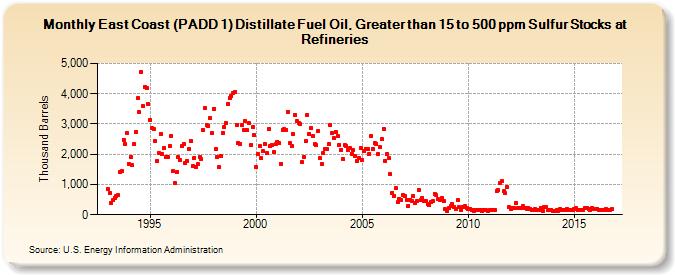 Monthly East Coast (PADD 1) Distillate Fuel Oil, Greater than 15 to 500 ppm Sulfur Stocks at
Refineries
Thousand Barrels
5,000
4,000
3,000
2,000
1,000
0
1995
2000
2005
2010
2015
Source: U.S. Energy Information Administration